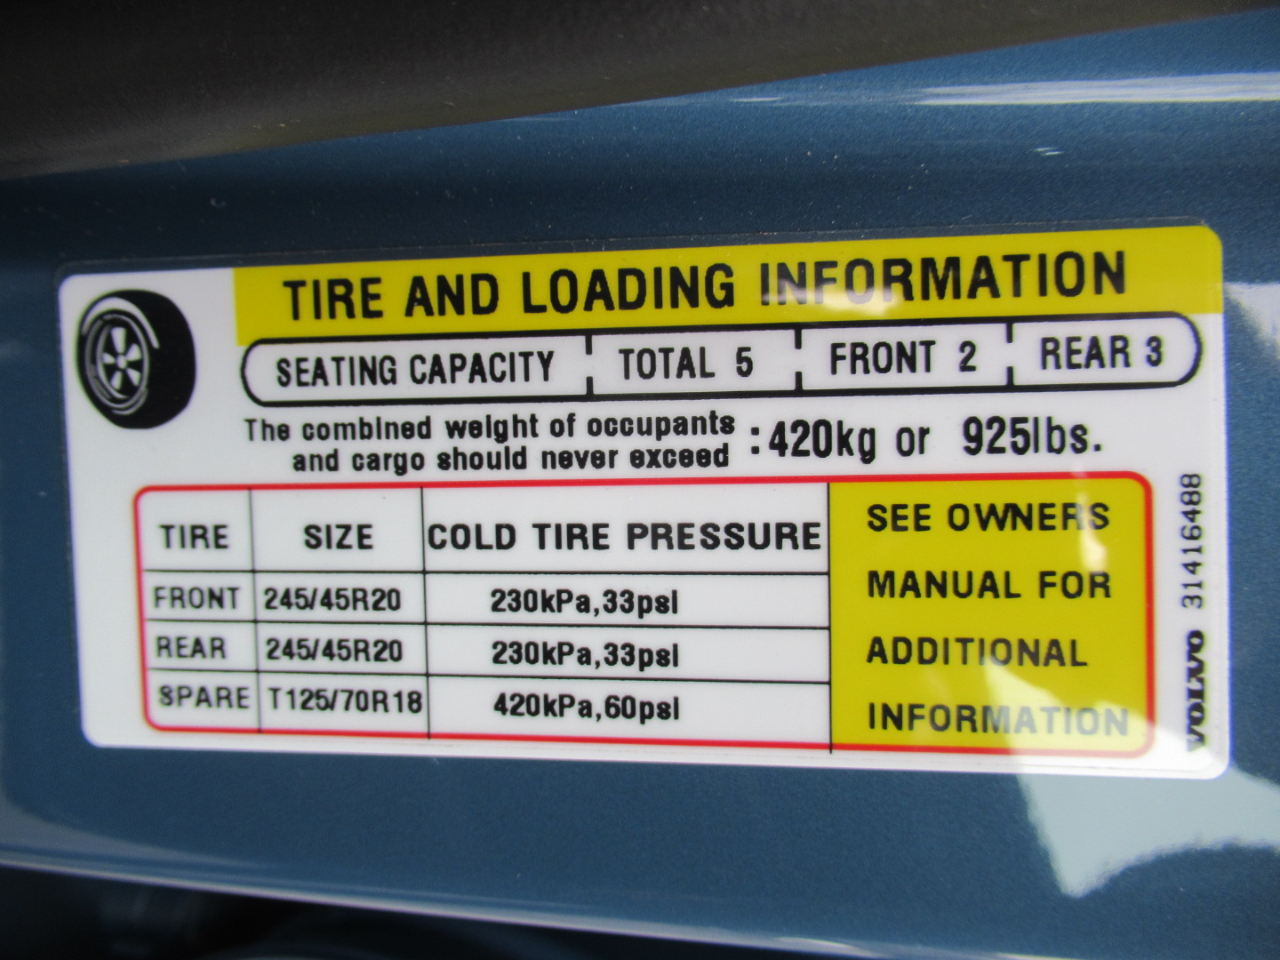 TIRE AND LOADING INFORMATION
SEATING CAPACITY TOTAL 5 FRONT 2 REAR 3
The combined weight of occupants
and cargo should never exceed :420kg or 925lbs.
TIRE SIZE COLD TIRE PRESSURE
FRONT 245/45R20 230kPa,33psi
REAR 245/45R20 230kPa,33psi
SPARE T125/70R18 420kPa,60psi
SEE OWNERS
MANUAL FOR
ADDITIONAL
INFORMATION
VOLVO 31416488